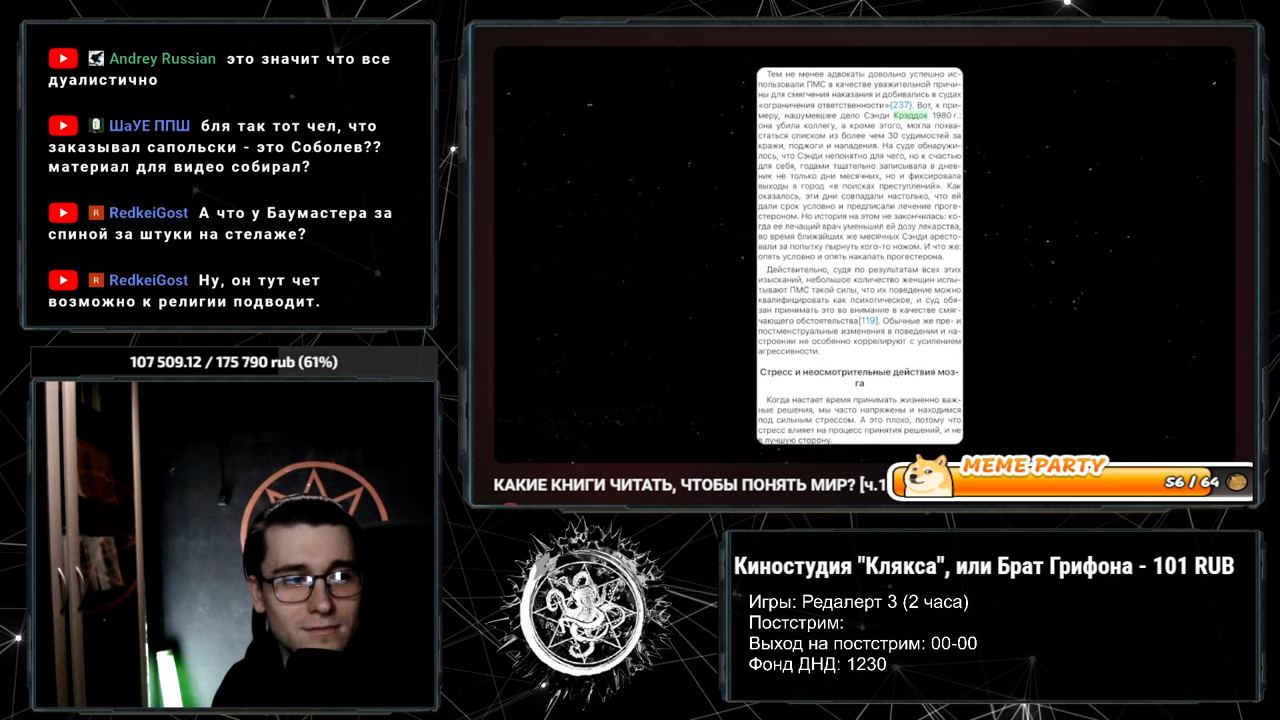 Andrey Russian это значит что все
дуалистично
ШаУЕ ППШ бля так тот чел, что
заказывал сапольски - это Соболев??
материал для видео собирал?
R RedkeiGost А что у Баумастера за
спиной за штуки на стелаже?
R RedkeiGost Ну, он тут чет
возможно к религии подводит.
107 509.12 / 175 790 rub (61%)
Тем не менее адвокаты довольно успешно ис-
пользовали ПМС в качестве уважительной причи-
ны для смягчения наказания и добивались в судах
«ограничения ответственности»[237]. Вот, к при-
меру, нашумевшее дело Сэнди Крэддок 1980 г.:
она убила коллегу, а кроме этого, могла похва-
статься списком из более чем 30 судимостей за
кражи, поджоги и нападения. На суде обнаружи-
лось, что Сэнди непонятно для чего, но к счастью
для себя, годами тщательно записывала в днев-
ник не только дни месячных, но и фиксировала
выходы в город «в поисках преступлений». Как
оказалось, эти дни совпадали настолько, что ей
дали срок условно и предписали лечение проге-
стероном. Но история на этом не закончилась: ко-
гда ее лечащий врач уменьшил ей дозу лекарства,
во время ближайших же месячных Сэнди аресто-
вали за попытку пырнуть кого-то ножом. И что же:
опять условно и опять накапать прогестерона.
Действительно, судя по результатам всех этих
изысканий, небольшое количество женщин испы-
тывают ПМС такой силы, что их поведение можно
квалифицировать как психотическое, и суд обя-
зан принимать это во внимание в качестве смяг-
чающего обстоятельства[119]. Обычные же пре- и
постменструальные изменения в поведении и на-
строении не особенно коррелируют с усилением
агрессивности.
Стресс и неосмотрительные действия моз-
га
Когда настает время принимать жизненно важ-
ные решения, мы часто напряжены и находимся
под сильным стрессом. А это плохо, потому что
стресс влияет на процесс принятия решений, и не
в лучшую сторону.
КАКИЕ КНИГИ ЧИТАТЬ, ЧТОБЫ ПОНЯТЬ МИР? [ч.1
MEME PARTY
56 / 64
Киностудия "Клякса", или Брат Грифона - 101 RUB
Игры: Редалерт 3 (2 часа)
Постстрим:
Выход на постстрим: 00-00
Фонд ДНД: 1230